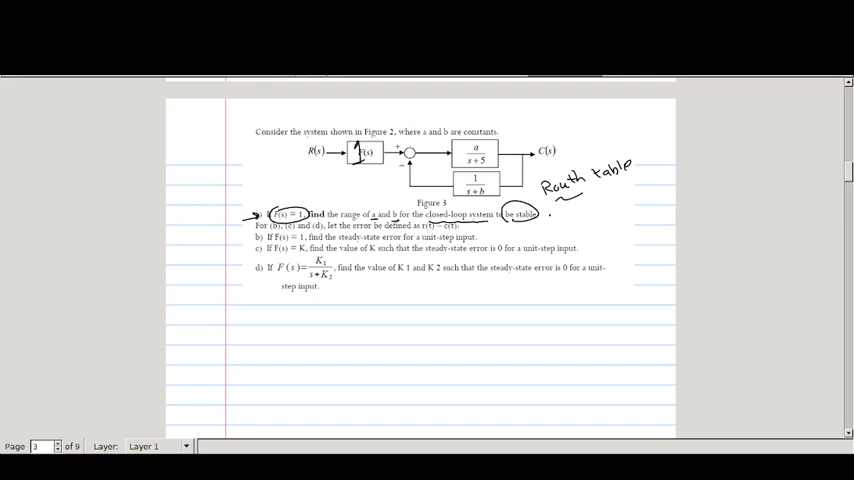 Consider the system shown in Figure 2, where a and b are constants.
R(s) 1 F(s) + − a/(s+5) C(s)
1/(s+b)
Routh table
Figure 3
a) If F(s) = 1, find the range of a and b for the closed-loop system to be stable.
For (b), (c) and (d), let the error be defined as r(t) − c(t):
b) If F(s) = 1, find the steady-state error for a unit-step input.
c) If F(s) = K, find the value of K such that the steady-state error is 0 for a unit-step input.
d) If F(s) = K₁/(s+K₂), find the value of K 1 and K 2 such that the steady-state error is 0 for a unit-
step input.
Page 3 of 9 Layer: Layer 1